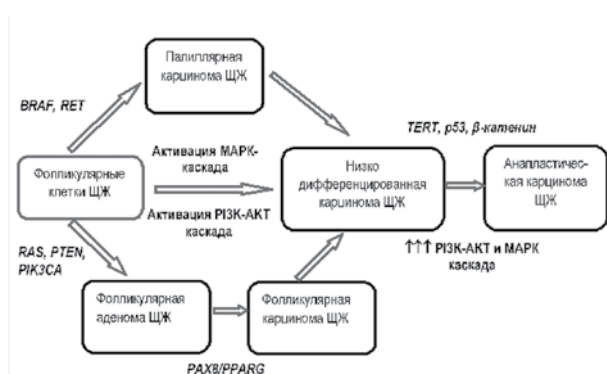 Папиллярная
карцинома ЩЖ
BRAF, RET
TERT, p53, β-катенин
Активация МАРК-
каскада
Фолликулярные
клетки ЩЖ
Низко
дифференцированная
карцинома ЩЖ
Анапластичес-
кая карцинома
ЩЖ
Активация PI3K-AKT
каскада
RAS, PTEN,
PIK3CA
↑↑↑ PI3K-AKT и МАРК
каскада
Фолликулярная
аденома ЩЖ
Фолликулярная
карцинома ЩЖ
PAX8/PPARG